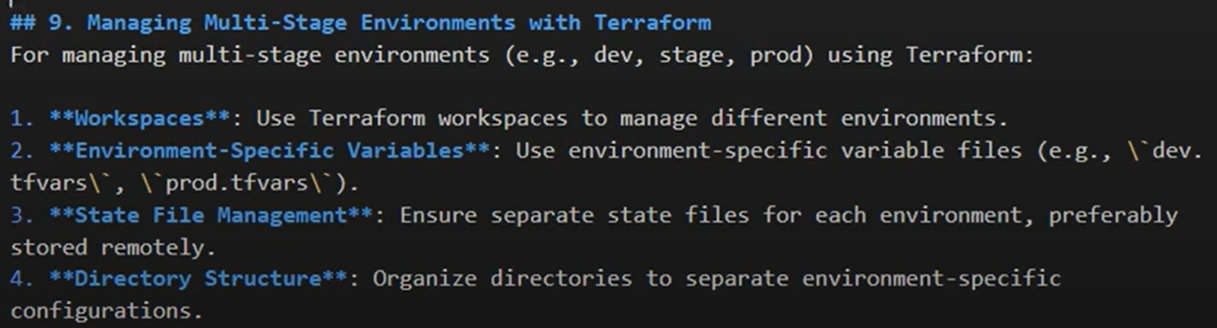 ## 9. Managing Multi-Stage Environments with Terraform
For managing multi-stage environments (e.g., dev, stage, prod) using Terraform:
1. **Workspaces**: Use Terraform workspaces to manage different environments.
2. **Environment-Specific Variables**: Use environment-specific variable files (e.g., \`dev.
tfvars\`, \`prod.tfvars\`).
3. **State File Management**: Ensure separate state files for each environment, preferably
stored remotely.
4. **Directory Structure**: Organize directories to separate environment-specific
configurations.